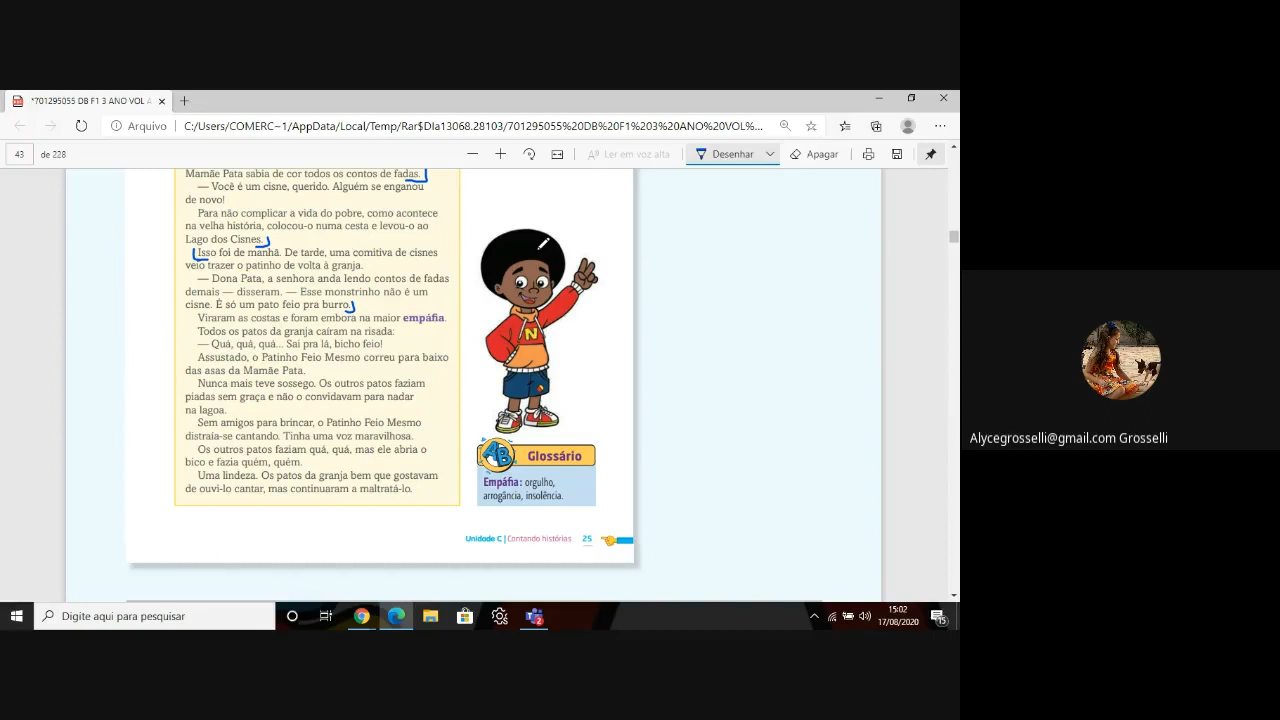 *701295055 DB F1 3 ANO VOL A
Arquivo C:/Users/COMERC~1/AppData/Local/Temp/Rar$DIa13068.28103/701295055%20DB%20F1%203%20ANO%20VOL%...
43 de 228 Ler em voz alta Desenhar Apagar
Mamãe Pata sabia de cor todos os contos de fadas.
— Você é um cisne, querido. Alguém se enganou
de novo!
Para não complicar a vida do pobre, como acontece
na velha história, colocou-o numa cesta e levou-o ao
Lago dos Cisnes.
Isso foi de manhã. De tarde, uma comitiva de cisnes
veio trazer o patinho de volta à granja.
— Dona Pata, a senhora anda lendo contos de fadas
demais — disseram. — Esse monstrinho não é um
cisne. É só um pato feio pra burro.
Viraram as costas e foram embora na maior empáfia.
Todos os patos da granja caíram na risada:
— Quá, quá, quá... Sai pra lá, bicho feio!
Assustado, o Patinho Feio Mesmo correu para baixo
das asas da Mamãe Pata.
Nunca mais teve sossego. Os outros patos faziam
piadas sem graça e não o convidavam para nadar
na lagoa.
Sem amigos para brincar, o Patinho Feio Mesmo
distraía-se cantando. Tinha uma voz maravilhosa.
Os outros patos faziam quá, quá, mas ele abria o
bico e fazia quém, quém.
Uma lindeza. Os patos da granja bem que gostavam
de ouvi-lo cantar, mas continuaram a maltratá-lo.
N
AB Glossário
Empáfia: orgulho,
arrogância, insolência.
Unidade C | Contando histórias 25
Alycegrosselli@gmail.com Grosselli
Digite aqui para pesquisar
2
15:02
17/08/2020
15